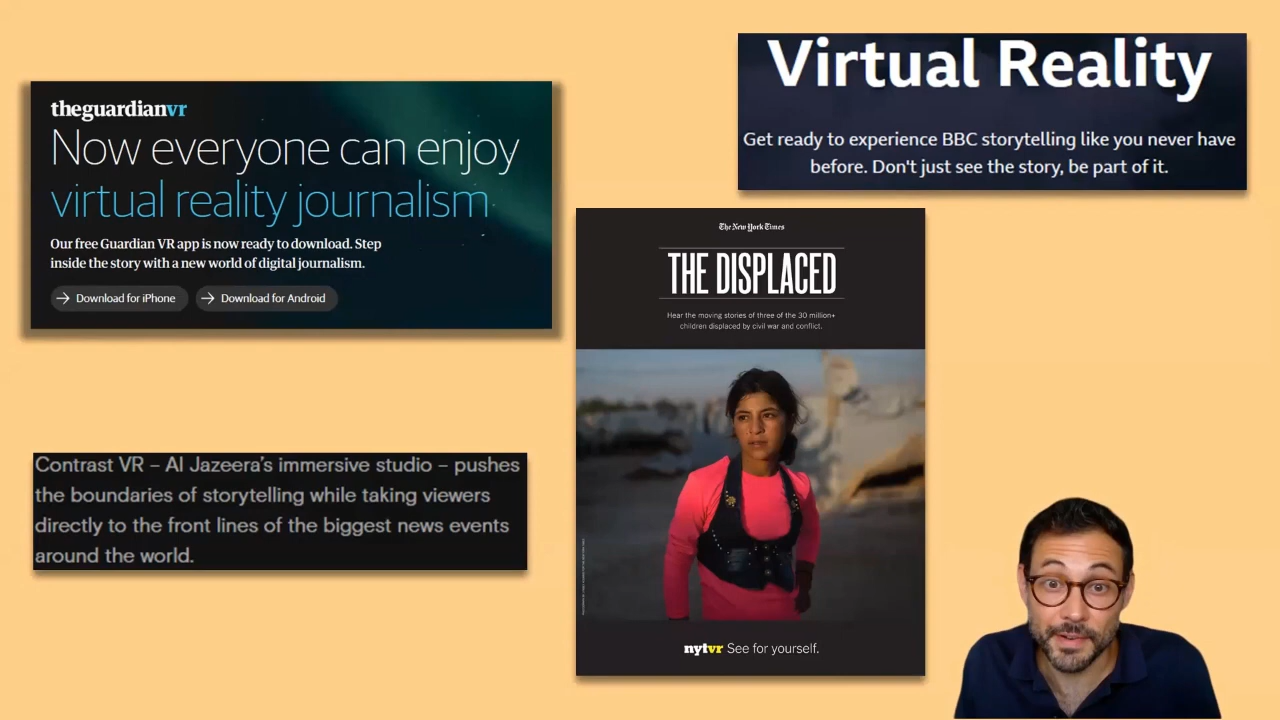 theguardianvr
Now everyone can enjoy
virtual reality journalism
Our free Guardian VR app is now ready to download. Step
inside the story with a new world of digital journalism.
→ Download for iPhone
→ Download for Android
Virtual Reality
Get ready to experience BBC storytelling like you never have
before. Don't just see the story, be part of it.
The New York Times
THE DISPLACED
Hear the moving stories of three of the 30 million+
children displaced by civil war and conflict.
nytvr See for yourself.
Contrast VR – Al Jazeera's immersive studio – pushes
the boundaries of storytelling while taking viewers
directly to the front lines of the biggest news events
around the world.